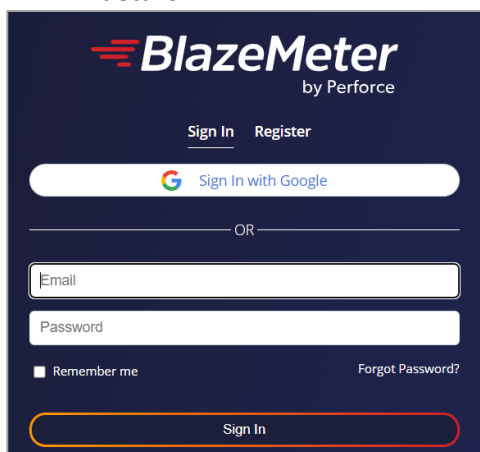 BlazeMeter
by Perforce
Sign In Register
Sign In with Google
OR
Email
Password
Remember me Forgot Password?
Sign In